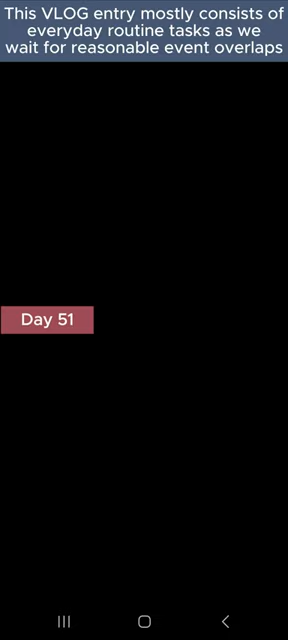 This VLOG entry mostly consists of
everyday routine tasks as we
wait for reasonable event overlaps
Day 51